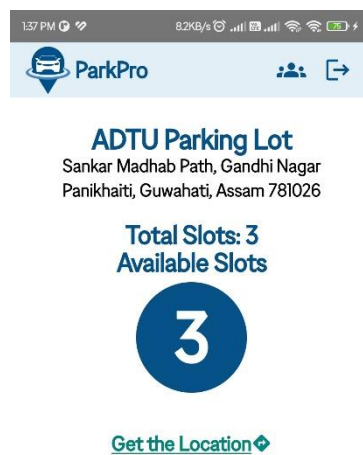 1:37 PM 8.2KB/s 75
ParkPro
ADTU Parking Lot
Sankar Madhab Path, Gandhi Nagar
Panikhaiti, Guwahati, Assam 781026
Total Slots: 3
Available Slots
3
Get the Location